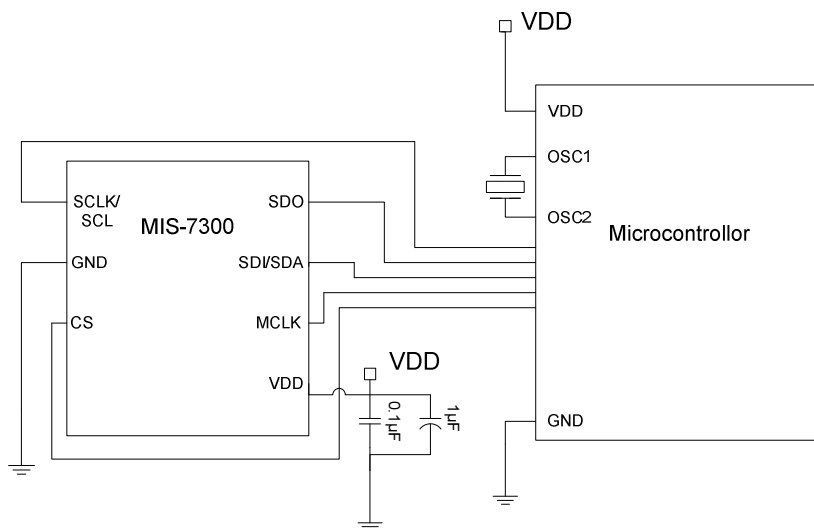 VDD
VDD
OSC1
OSC2
Microcontrollor
SCLK/
SCL
SDO
MIS-7300
GND
SDI/SDA
CS
MCLK
VDD
VDD
0.1µF
1µF
GND